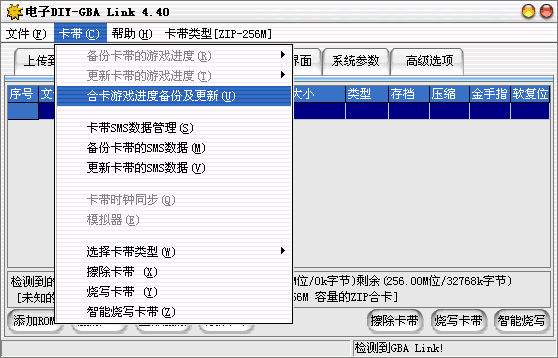 电子DIY-GBA Link 4.40
文件(F) 卡带(C) 帮助(H) 卡带类型[ZIP-256M]
上传到 界面 系统参数 高级选项
序号 文 大小 类型 存档 压缩 金手指 软复位
备份卡带的游戏进度(R)
更新卡带的游戏进度(T)
合卡游戏进度备份及更新(U)
卡带SMS数据管理(S)
备份卡带的SMS数据(M)
更新卡带的SMS数据(V)
卡带时钟同步(Q)
模拟器(E)
选择卡带类型(W)
擦除卡带 (X)
烧写卡带 (Y)
智能烧写卡带(Z)
检测到的 M位/0k字节)剩余(256.00M位/32768k字节)
[未知的 56M 容量的ZIP合卡]
添加ROM 擦除卡带 烧写卡带 智能烧写
检测到GBA Link!